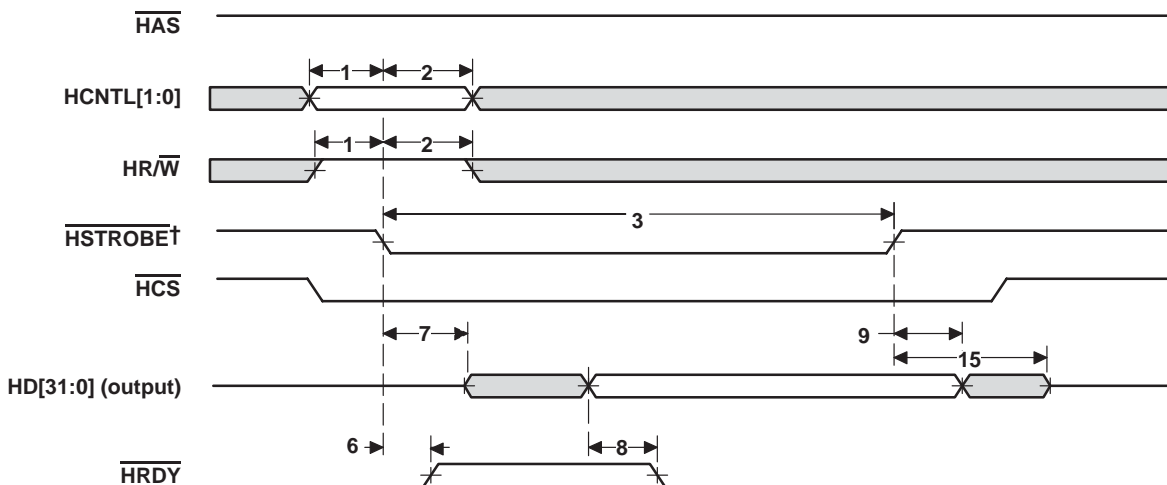 HAS
1 2
HCNTL[1:0]
1 2
HR/W
3
HSTROBE†
HCS
7 9
15
HD[31:0] (output)
6 8
HRDY